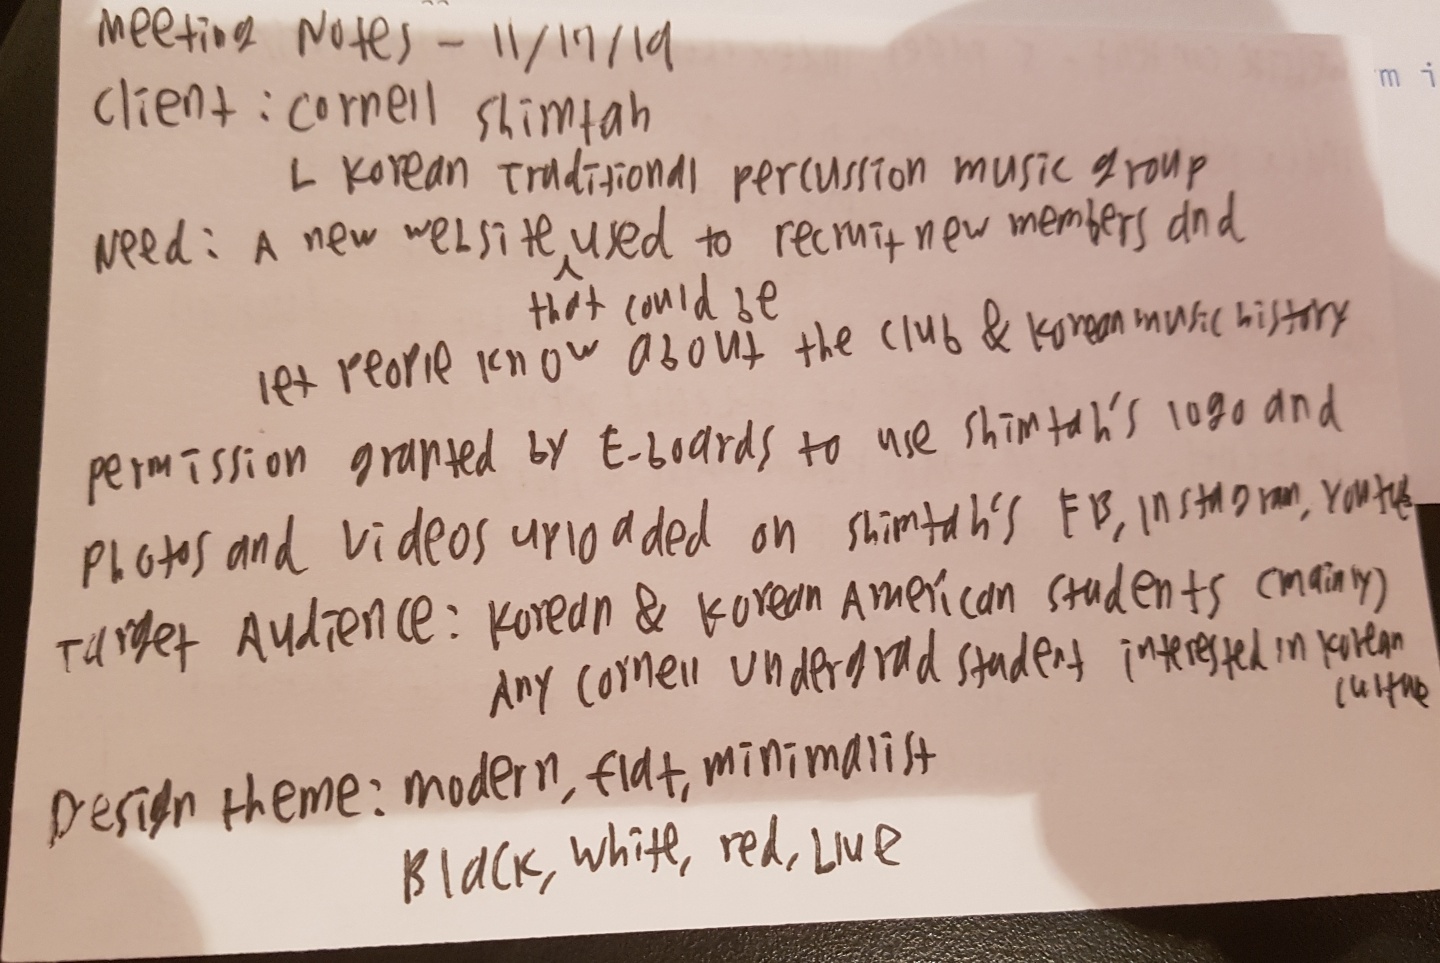 Meeting Notes - 11/17/19
m i
Client: Cornell Shimtah
L Korean Traditional percussion music group
Need: A new website ^ used to recruit new members and
that could be
let people know about the club & Korean music history
permission granted by E-boards to use Shimtah's logo and
photos and videos uploaded on Shimtah's FB, Instagram, Youtube
Target Audience: Korean & Korean American students (mainly)
Any Cornell Undergrad student interested in Korean
culture
Design theme: modern, flat, minimalist
Black, white, red, blue